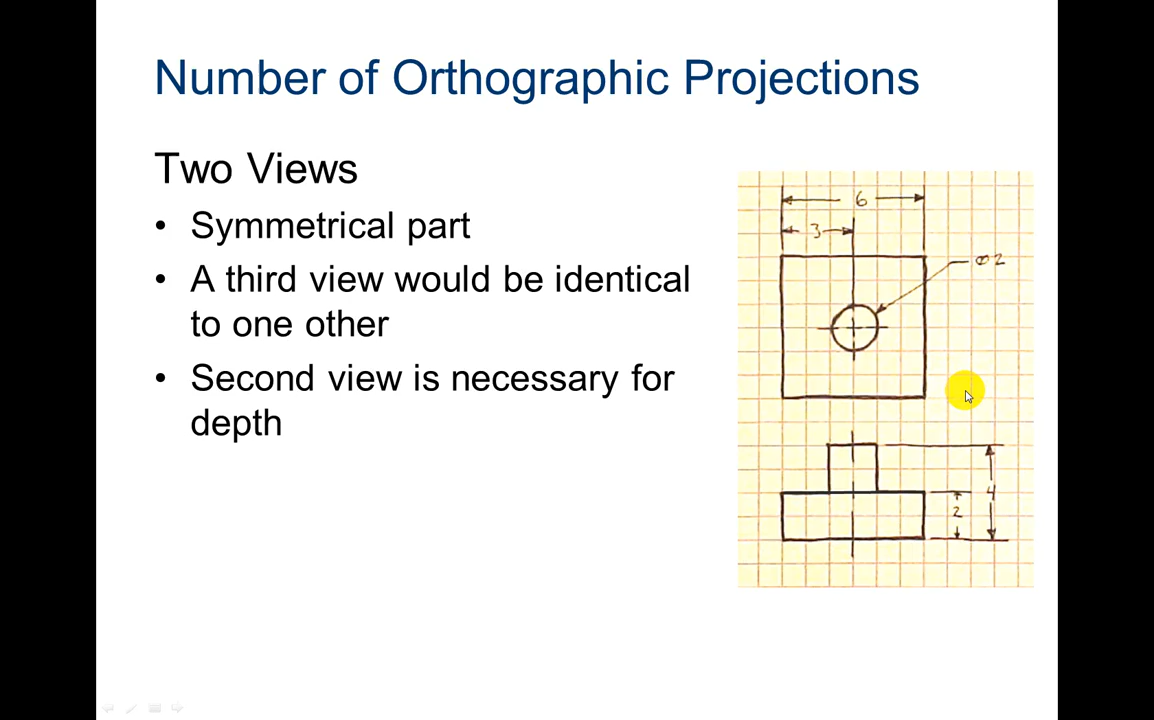 Number of Orthographic Projections
Two Views
• Symmetrical part
• A third view would be identical
to one other
• Second view is necessary for
depth
6
3
⌀2
4
2